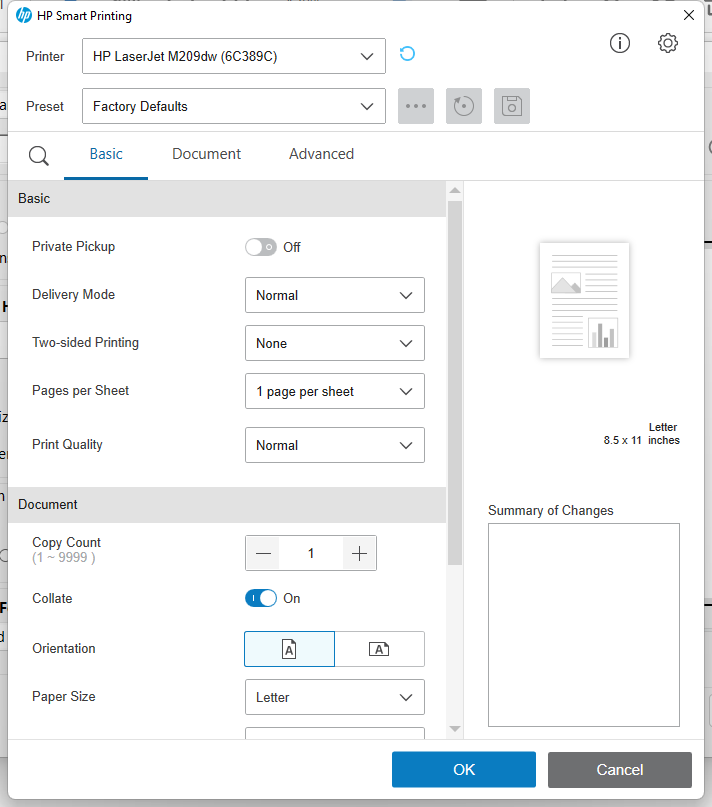 hp HP Smart Printing
Printer HP LaserJet M209dw (6C389C)
Preset Factory Defaults
Basic Document Advanced
Basic
Private Pickup Off
Delivery Mode Normal
Two-sided Printing None
Pages per Sheet 1 page per sheet
Print Quality Normal
Letter
8.5 x 11 inches
Document
Summary of Changes
Copy Count 1
(1 ~ 9999 )
Collate On
Orientation A A
Paper Size Letter
OK Cancel